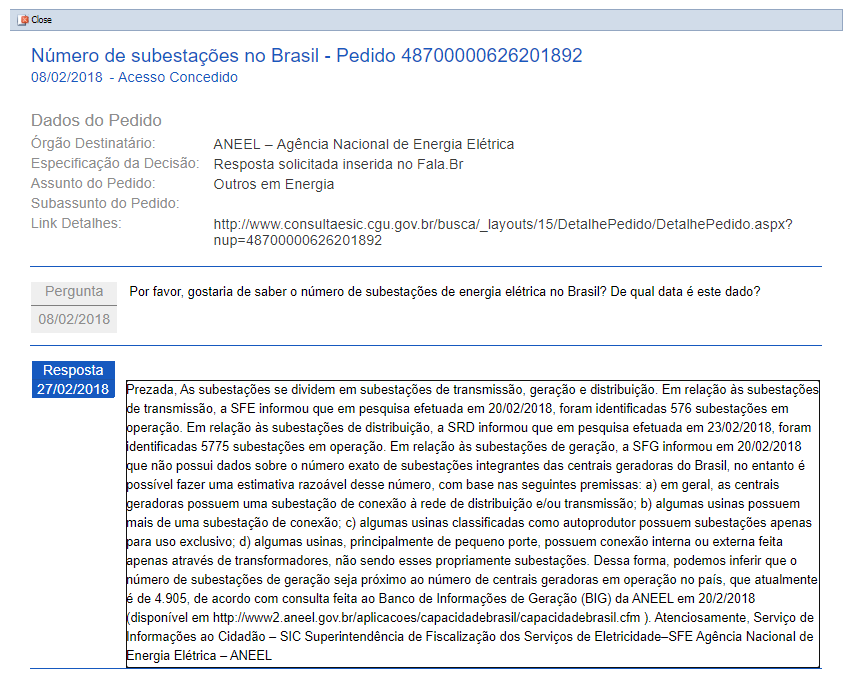 Close
Número de subestações no Brasil - Pedido 48700000626201892
08/02/2018 - Acesso Concedido
Dados do Pedido
Órgão Destinatário: ANEEL – Agência Nacional de Energia Elétrica
Especificação da Decisão: Resposta solicitada inserida no Fala.Br
Assunto do Pedido: Outros em Energia
Subassunto do Pedido:
Link Detalhes: http://www.consultaesic.cgu.gov.br/busca/_layouts/15/DetalhePedido/DetalhePedido.aspx?
nup=48700000626201892
Pergunta Por favor, gostaria de saber o número de subestações de energia elétrica no Brasil? De qual data é este dado?
08/02/2018
Resposta
27/02/2018
Prezada, As subestações se dividem em subestações de transmissão, geração e distribuição. Em relação às subestações
de transmissão, a SFE informou que em pesquisa efetuada em 20/02/2018, foram identificadas 576 subestações em
operação. Em relação às subestações de distribuição, a SRD informou que em pesquisa efetuada em 23/02/2018, foram
identificadas 5775 subestações em operação. Em relação às subestações de geração, a SFG informou em 20/02/2018
que não possui dados sobre o número exato de subestações integrantes das centrais geradoras do Brasil, no entanto é
possível fazer uma estimativa razoável desse número, com base nas seguintes premissas: a) em geral, as centrais
geradoras possuem uma subestação de conexão à rede de distribuição e/ou transmissão; b) algumas usinas possuem
mais de uma subestação de conexão; c) algumas usinas classificadas como autoprodutor possuem subestações apenas
para uso exclusivo; d) algumas usinas, principalmente de pequeno porte, possuem conexão interna ou externa feita
apenas através de transformadores, não sendo esses propriamente subestações. Dessa forma, podemos inferir que o
número de subestações de geração seja próximo ao número de centrais geradoras em operação no país, que atualmente
é de 4.905, de acordo com consulta feita ao Banco de Informações de Geração (BIG) da ANEEL em 20/2/2018
(disponível em http://www2.aneel.gov.br/aplicacoes/capacidadebrasil/capacidadebrasil.cfm ). Atenciosamente, Serviço de
Informações ao Cidadão – SIC Superintendência de Fiscalização dos Serviços de Eletricidade–SFE Agência Nacional de
Energia Elétrica – ANEEL